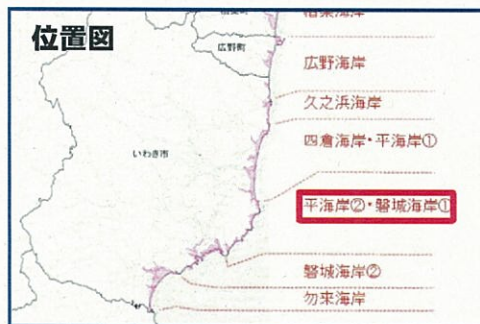 位置図
広野町
広野海岸
久之浜海岸
四倉海岸・平海岸①
いわき市
平海岸②・磐城海岸①
磐城海岸②
勿来海岸